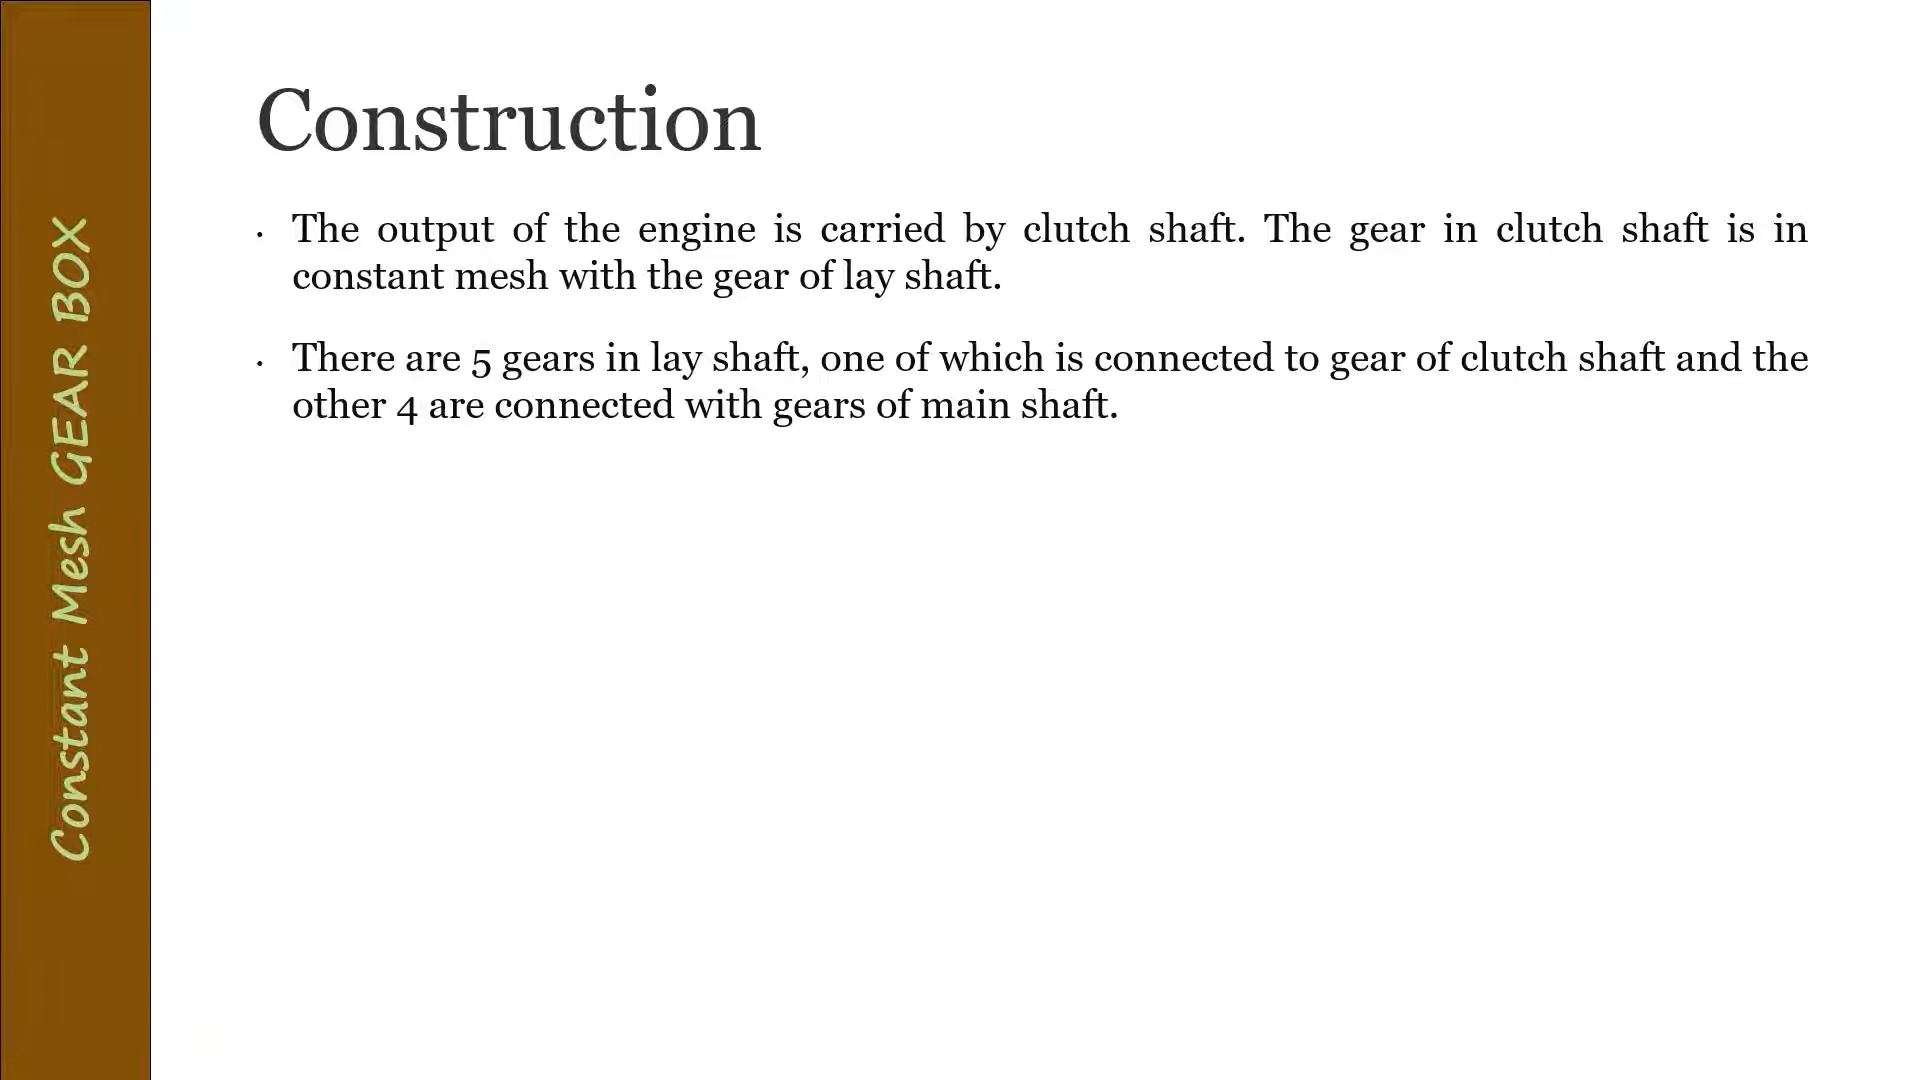 Constant Mesh GEAR BOX
Construction
· The output of the engine is carried by clutch shaft. The gear in clutch shaft is in
constant mesh with the gear of lay shaft.
· There are 5 gears in lay shaft, one of which is connected to gear of clutch shaft and the
other 4 are connected with gears of main shaft.